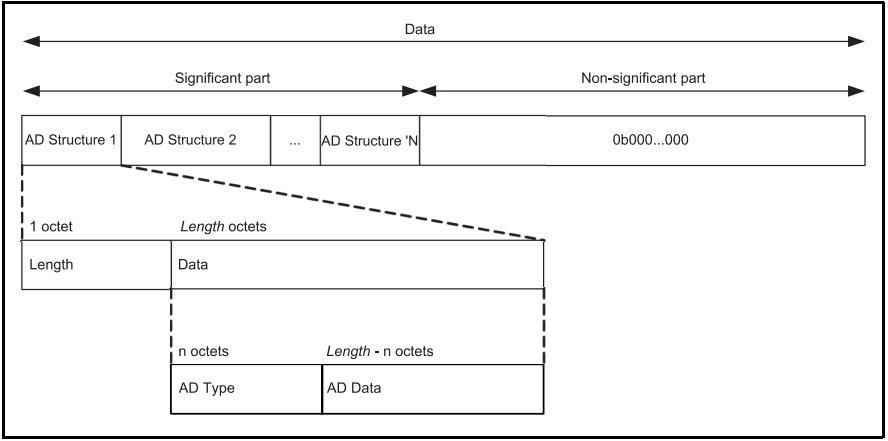 Data
Significant part
Non-significant part
AD Structure 1
AD Structure 2
...
AD Structure 'N
0b000...000
1 octet
Length octets
Length
Data
n octets
Length - n octets
AD Type
AD Data